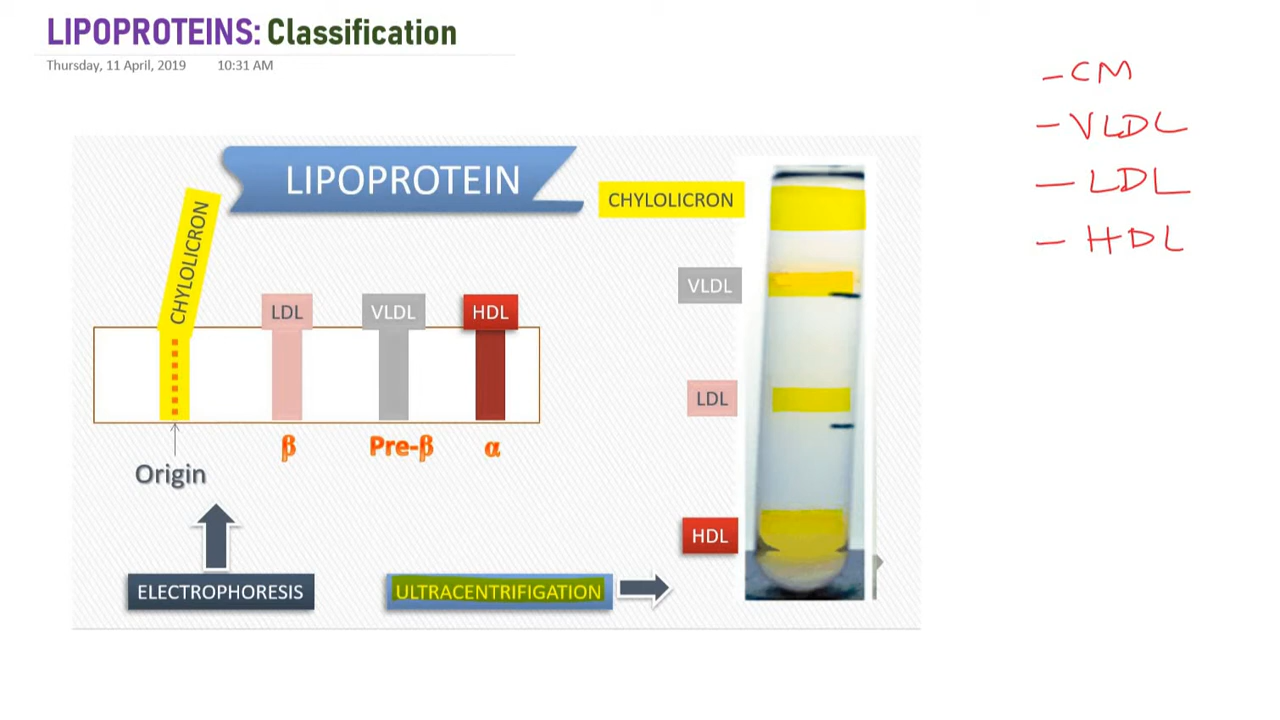 LIPOPROTEINS: Classification
Thursday, 11 April, 2019 10:31 AM
- CM
- VLDL
- LDL
- HDL
LIPOPROTEIN
CHYLOLICRON
CHYLOLICRON
VLDL
LDL
VLDL
HDL
LDL
β
Pre-β
α
Origin
HDL
ELECTROPHORESIS
ULTRACENTRIFIGATION